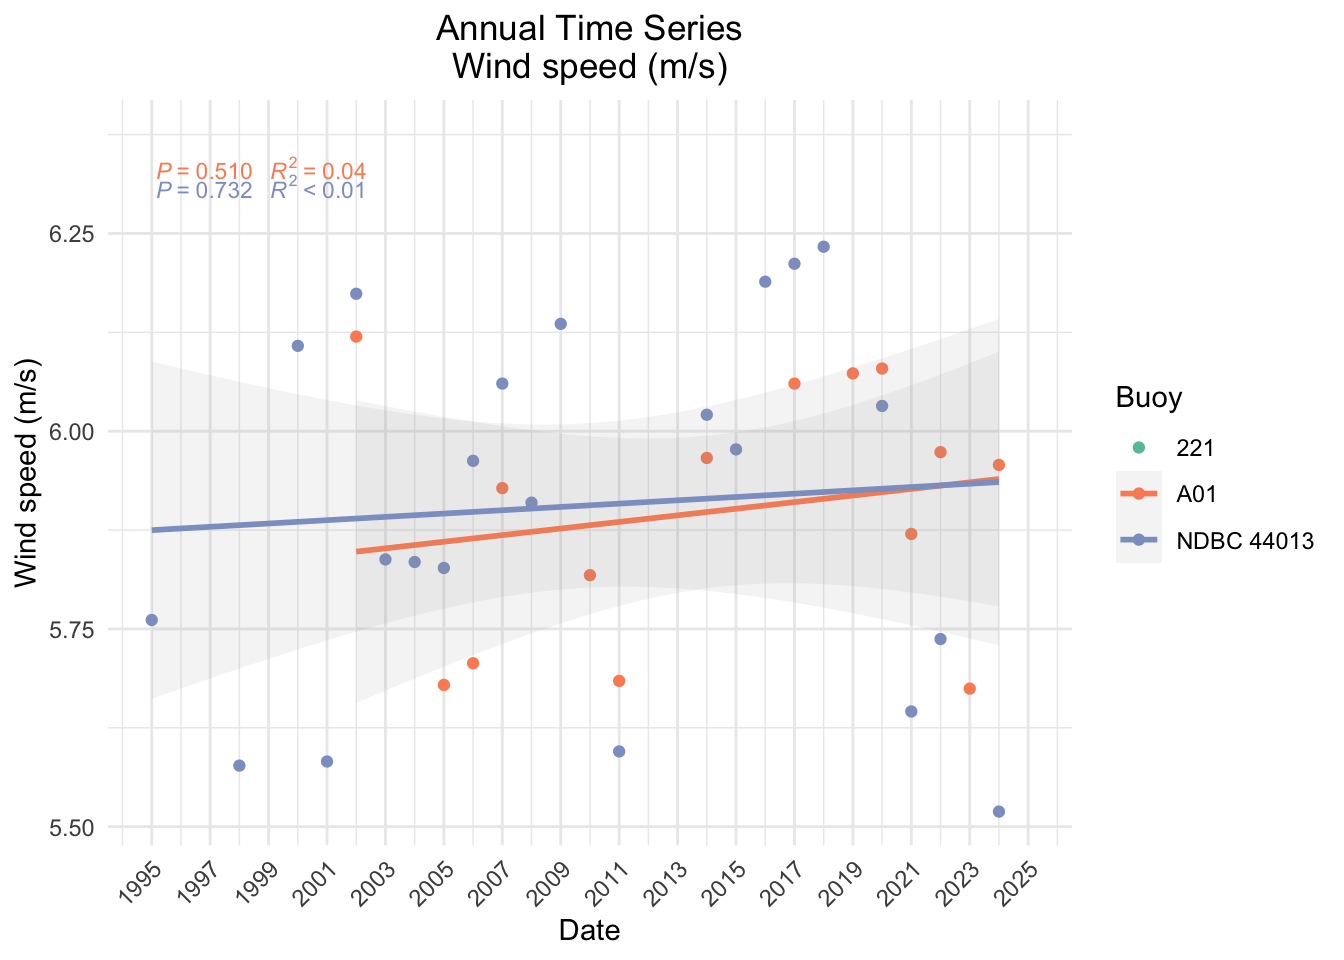 Annual Time Series
Wind speed (m/s)
P = 0.510 R² = 0.04
P = 0.732 R² < 0.01
6.25
6.00
5.75
5.50
Wind speed (m/s)
1995 1997 1999 2001 2003 2005 2007 2009 2011 2013 2015 2017 2019 2021 2023 2025
Date
Buoy
221
A01
NDBC 44013